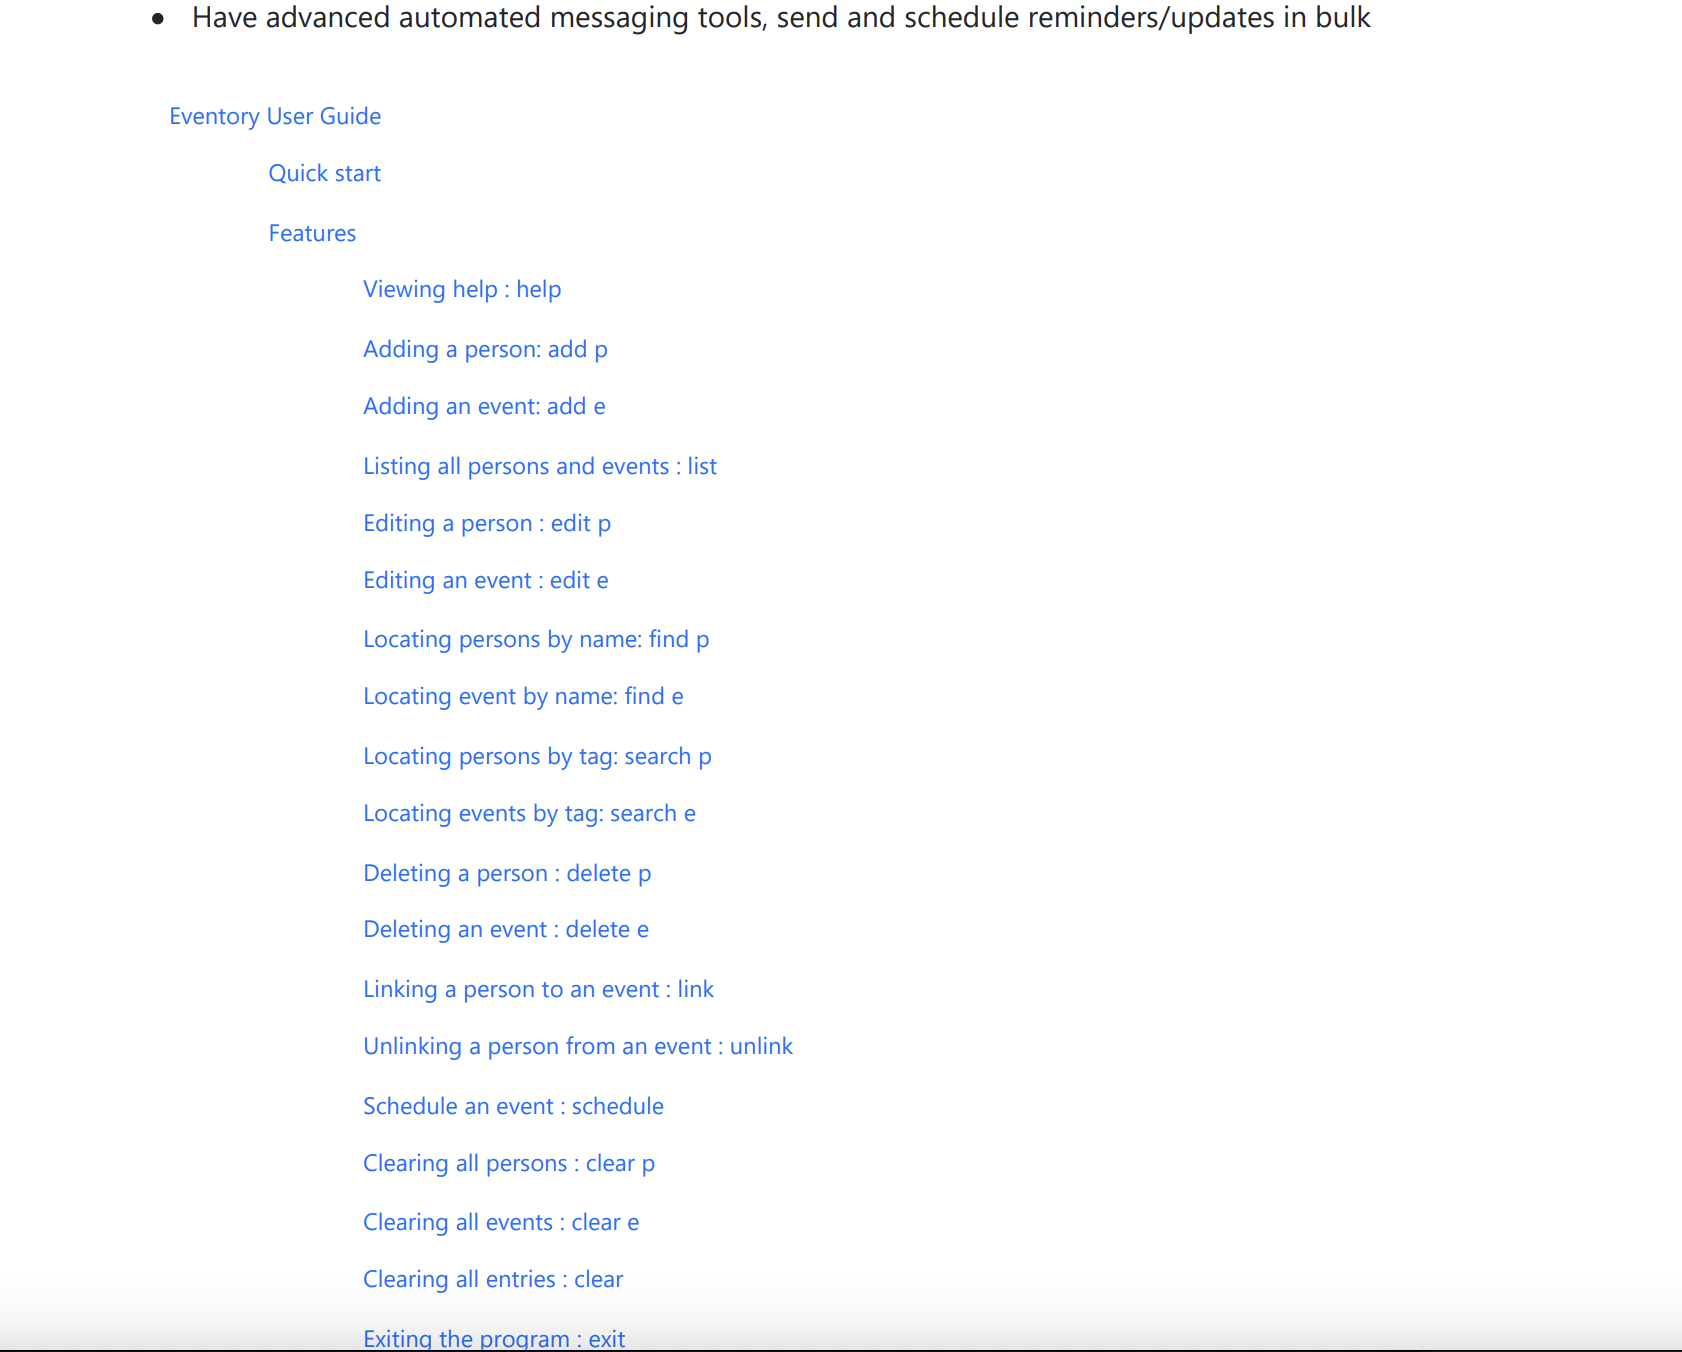 • Have advanced automated messaging tools, send and schedule reminders/updates in bulk
Eventory User Guide
Quick start
Features
Viewing help : help
Adding a person: add p
Adding an event: add e
Listing all persons and events : list
Editing a person : edit p
Editing an event : edit e
Locating persons by name: find p
Locating event by name: find e
Locating persons by tag: search p
Locating events by tag: search e
Deleting a person : delete p
Deleting an event : delete e
Linking a person to an event : link
Unlinking a person from an event : unlink
Schedule an event : schedule
Clearing all persons : clear p
Clearing all events : clear e
Clearing all entries : clear
Exiting the program : exit